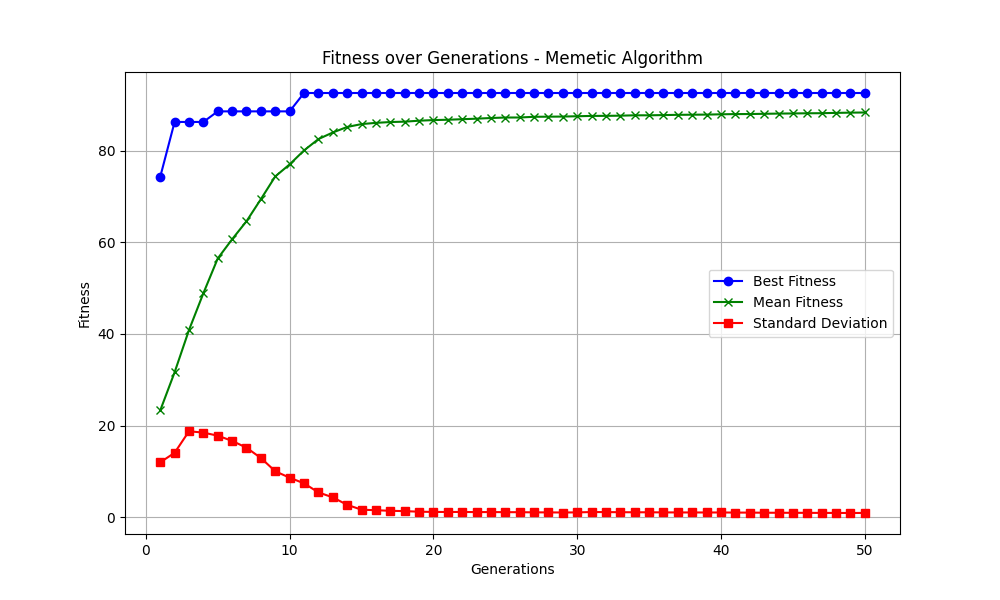 Fitness over Generations - Memetic Algorithm
Fitness
80
60
40
20
0
Best Fitness
Mean Fitness
Standard Deviation
0 10 20 30 40 50
Generations